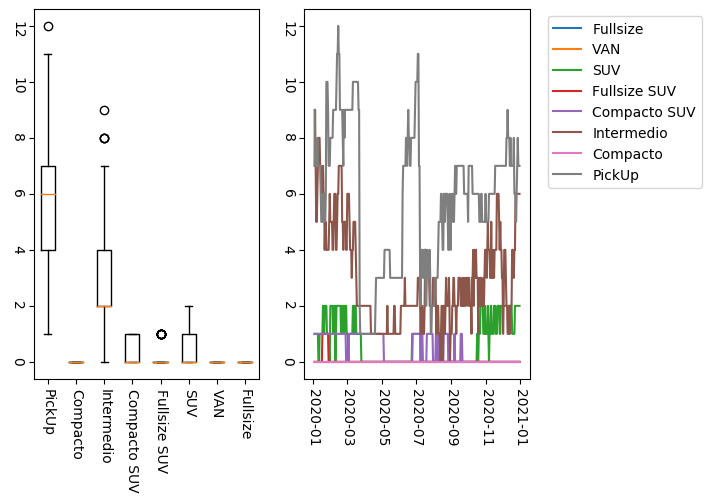 12
10
8
6
4
2
0
PickUp
Compacto
Intermedio
Compacto SUV
Fullsize SUV
SUV
VAN
Fullsize
12
10
8
6
4
2
0
2020-01
2020-03
2020-05
2020-07
2020-09
2020-11
2021-01
Fullsize
VAN
SUV
Fullsize SUV
Compacto SUV
Intermedio
Compacto
PickUp